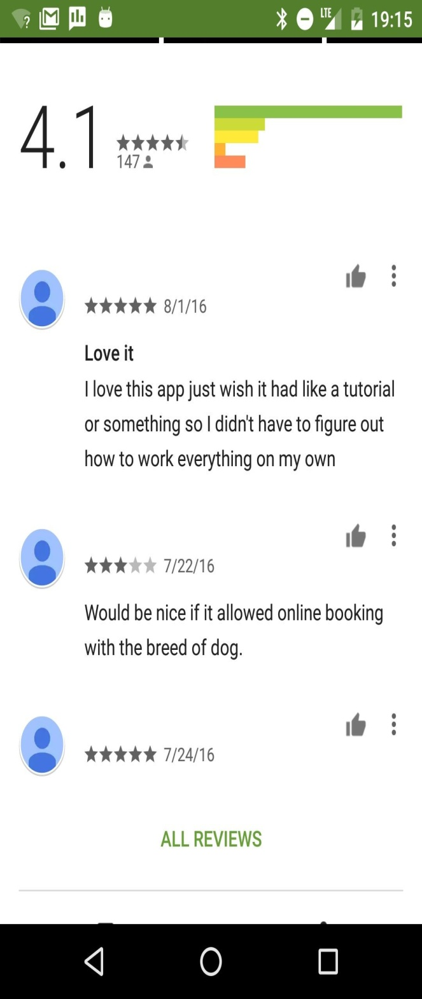 LTE 19:15
4.1
147
8/1/16
Love it
I love this app just wish it had like a tutorial
or something so I didn't have to figure out
how to work everything on my own
7/22/16
Would be nice if it allowed online booking
with the breed of dog.
7/24/16
ALL REVIEWS